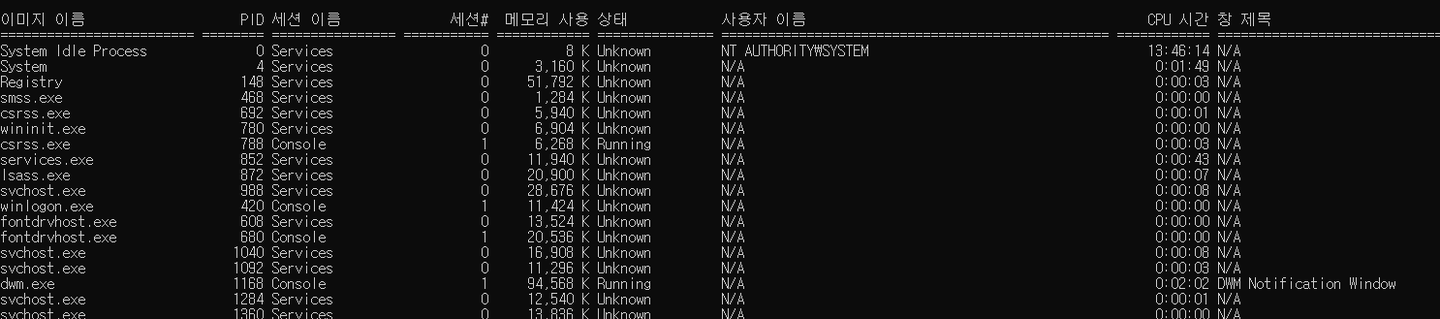 이미지 이름 PID 세션 이름 세션# 메모리 사용 상태 사용자 이름 CPU 시간 창 제목
========================= ======== ================ =========== ============ =============== ================================================== ============ ============================
System Idle Process 0 Services 0 8 K Unknown NT AUTHORITY₩SYSTEM 13:46:14 N/A
System 4 Services 0 3,160 K Unknown N/A 0:01:49 N/A
Registry 148 Services 0 51,792 K Unknown N/A 0:00:03 N/A
smss.exe 468 Services 0 1,284 K Unknown N/A 0:00:00 N/A
csrss.exe 692 Services 0 5,940 K Unknown N/A 0:00:01 N/A
wininit.exe 780 Services 0 6,904 K Unknown N/A 0:00:00 N/A
csrss.exe 788 Console 1 6,268 K Running N/A 0:00:03 N/A
services.exe 852 Services 0 11,940 K Unknown N/A 0:00:43 N/A
lsass.exe 872 Services 0 20,900 K Unknown N/A 0:00:07 N/A
svchost.exe 988 Services 0 28,676 K Unknown N/A 0:00:08 N/A
winlogon.exe 420 Console 1 11,424 K Unknown N/A 0:00:00 N/A
fontdrvhost.exe 608 Services 0 13,524 K Unknown N/A 0:00:00 N/A
fontdrvhost.exe 680 Console 1 20,536 K Unknown N/A 0:00:00 N/A
svchost.exe 1040 Services 0 16,908 K Unknown N/A 0:00:08 N/A
svchost.exe 1092 Services 0 11,296 K Unknown N/A 0:00:03 N/A
dwm.exe 1168 Console 1 94,568 K Running N/A 0:02:02 DWM Notification Window
svchost.exe 1284 Services 0 12,540 K Unknown N/A 0:00:01 N/A
svchost.exe 1360 Services 0 13,836 K Unknown N/A 0:00:00 N/A